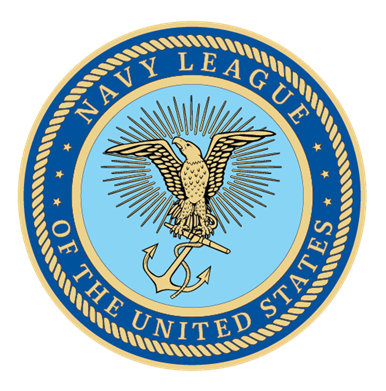 NAVY LEAGUE
OF THE UNITED STATES